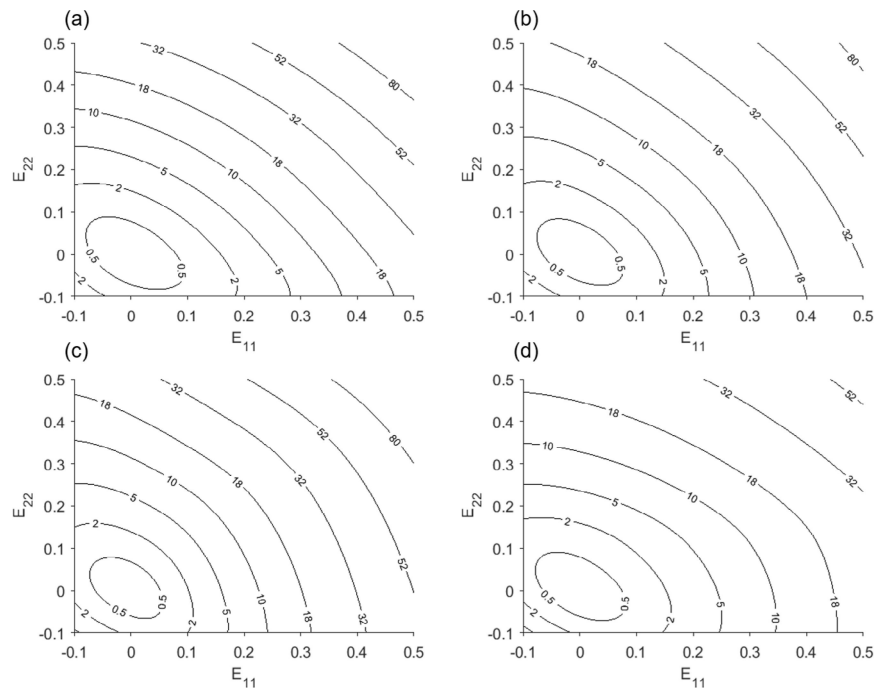 (a) (b)
0.5 32 52 80 0.5 18 32 52 80
0.4 18 0.4
0.3 10 32 52 0.3 10 52
0.2 5 10 18 0.2 5 10 18
0.1 2 0.1 2 32
0 0.5 0.5 0 0.5 0.5
2 2 5 18 2 2 5 10 18
-0.1 -0.1
-0.1 0 0.1 0.2 0.3 0.4 0.5 -0.1 0 0.1 0.2 0.3 0.4 0.5
E22 E22
E11 E11
(c) (d)
0.5 18 32 52 80 0.5 18 32 52
0.4 0.4
0.3 10 32 0.3 10 32
0.2 5 10 18 0.2 5 10 18
0.1 2 52 0.1 2
0 0.5 0.5 0 0.5 0.5
2 2 5 10 18 32 2 2 5 10 18
-0.1 -0.1
-0.1 0 0.1 0.2 0.3 0.4 0.5 -0.1 0 0.1 0.2 0.3 0.4 0.5
E22 E22
E11 E11